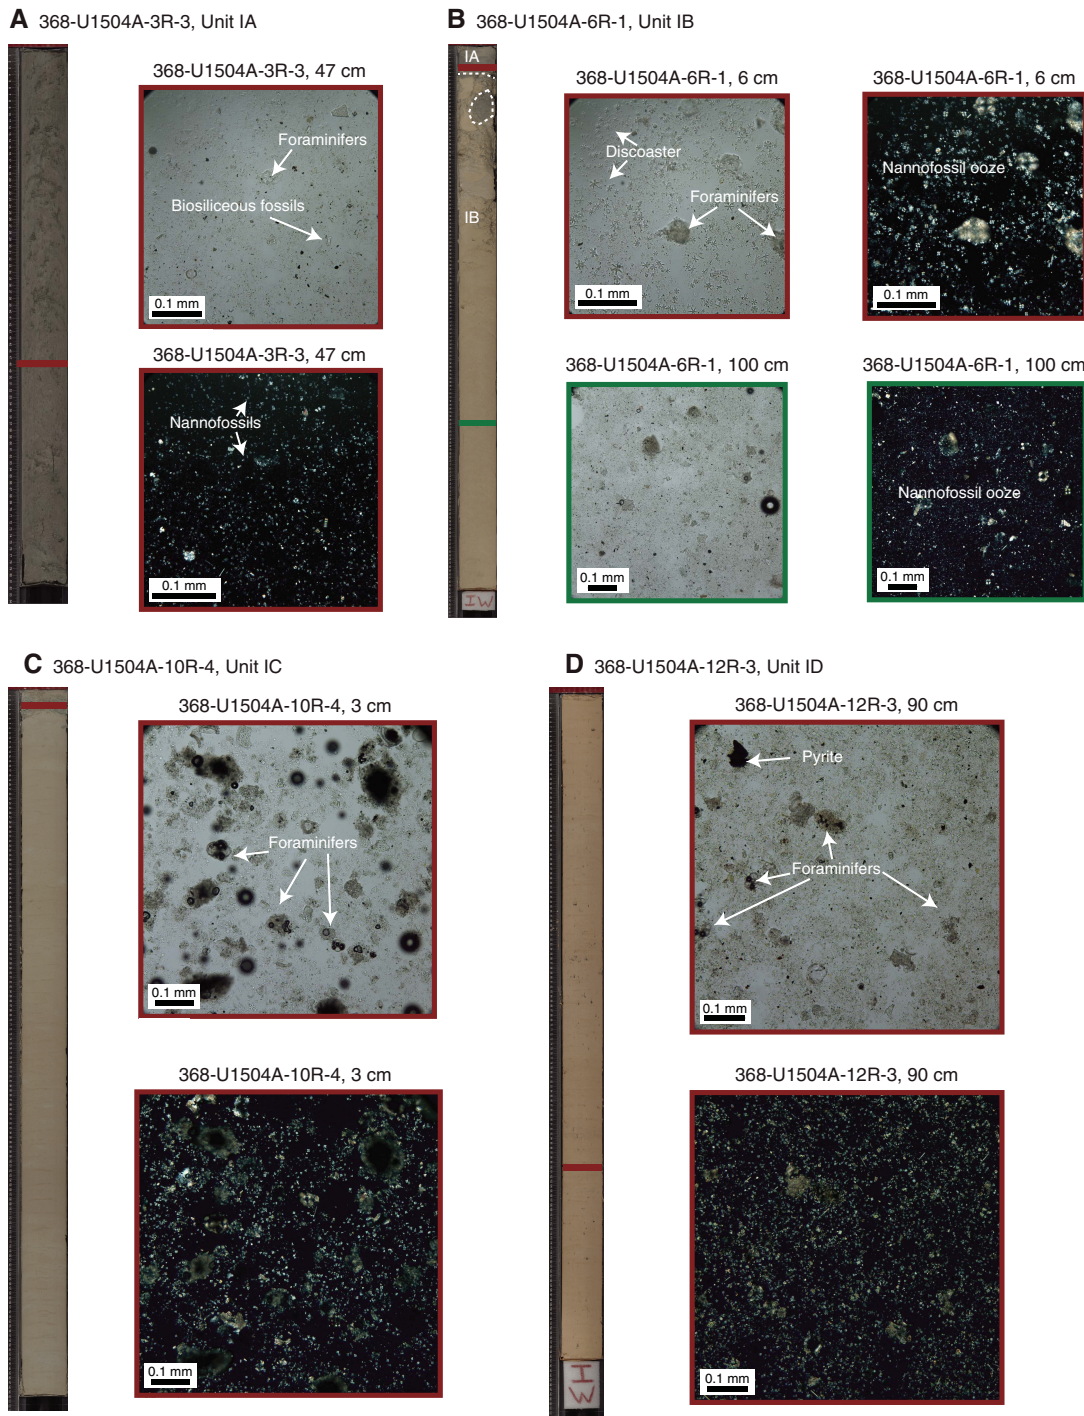 A 368-U1504A-3R-3, Unit IA
368-U1504A-3R-3, 47 cm
Foraminifers
Biosiliceous fossils
0.1 mm
368-U1504A-3R-3, 47 cm
Nannofossils
0.1 mm
B 368-U1504A-6R-1, Unit IB
IA
IB
IW
368-U1504A-6R-1, 6 cm
Discoaster
Foraminifers
0.1 mm
368-U1504A-6R-1, 6 cm
Nannofossil ooze
0.1 mm
368-U1504A-6R-1, 100 cm
0.1 mm
368-U1504A-6R-1, 100 cm
Nannofossil ooze
0.1 mm
C 368-U1504A-10R-4, Unit IC
368-U1504A-10R-4, 3 cm
Foraminifers
0.1 mm
368-U1504A-10R-4, 3 cm
0.1 mm
D 368-U1504A-12R-3, Unit ID
368-U1504A-12R-3, 90 cm
Pyrite
Foraminifers
0.1 mm
368-U1504A-12R-3, 90 cm
0.1 mm
I
W